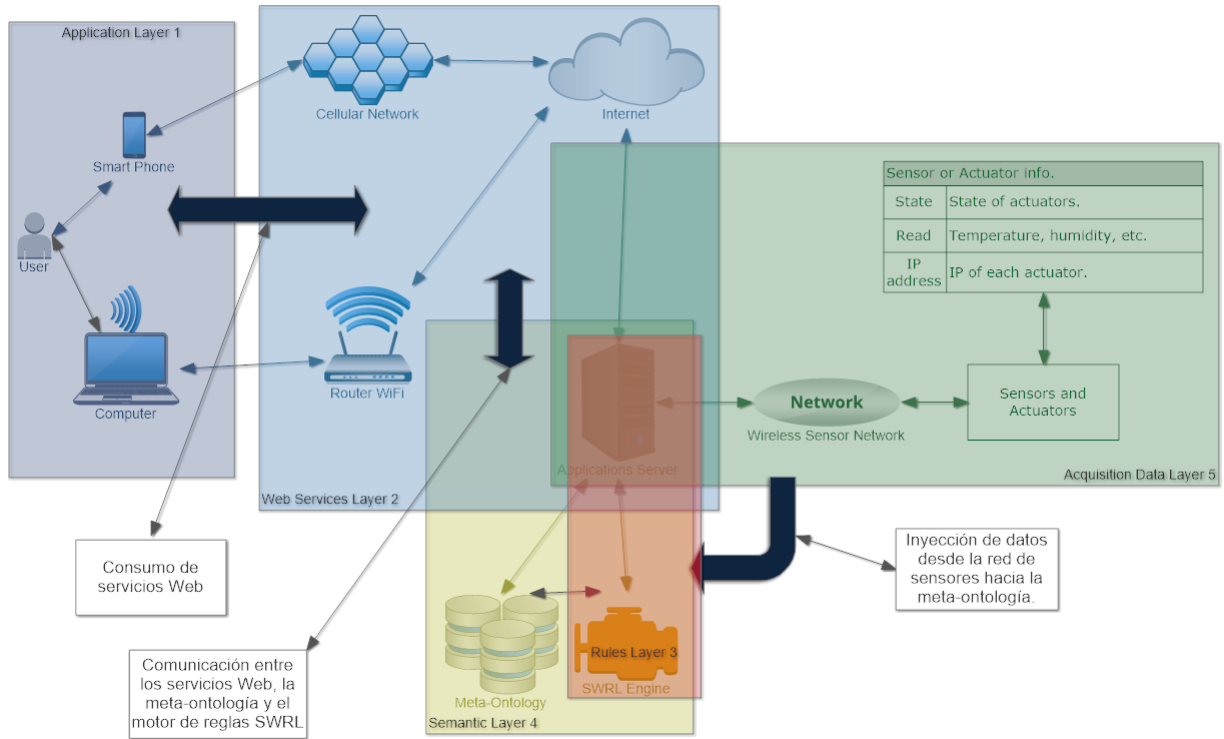 Application Layer 1
Cellular Network
Internet
Smart Phone
User
Computer
Router WiFi
Web Services Layer 2
Sensor or Actuator info.
State
State of actuators.
Read
Temperature, humidity, etc.
IP
address
IP of each actuator.
Sensors and
Actuators
Network
Wireless Sensor Network
Applications Server
Acquisition Data Layer 5
Consumo de
servicios Web
Inyección de datos
desde la red de
sensores hacia la
meta-ontología.
Comunicación entre
los servicios Web, la
meta-ontología y el
motor de reglas SWRL
Rules Layer 3
SWRL Engine
Meta-Ontology
Semantic Layer 4